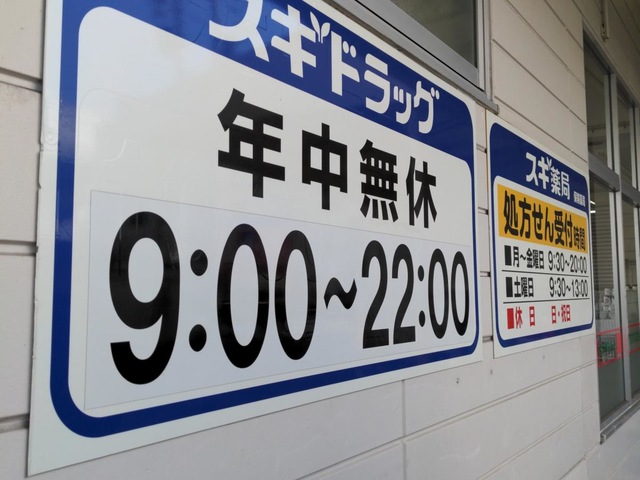 スギドラッグ
年中無休
9:00~22:00
スギ薬局
処方せん受付時間
■月~金曜日 9:30~20:00
■土曜日 9:30~13:00
■休日 日・祝日